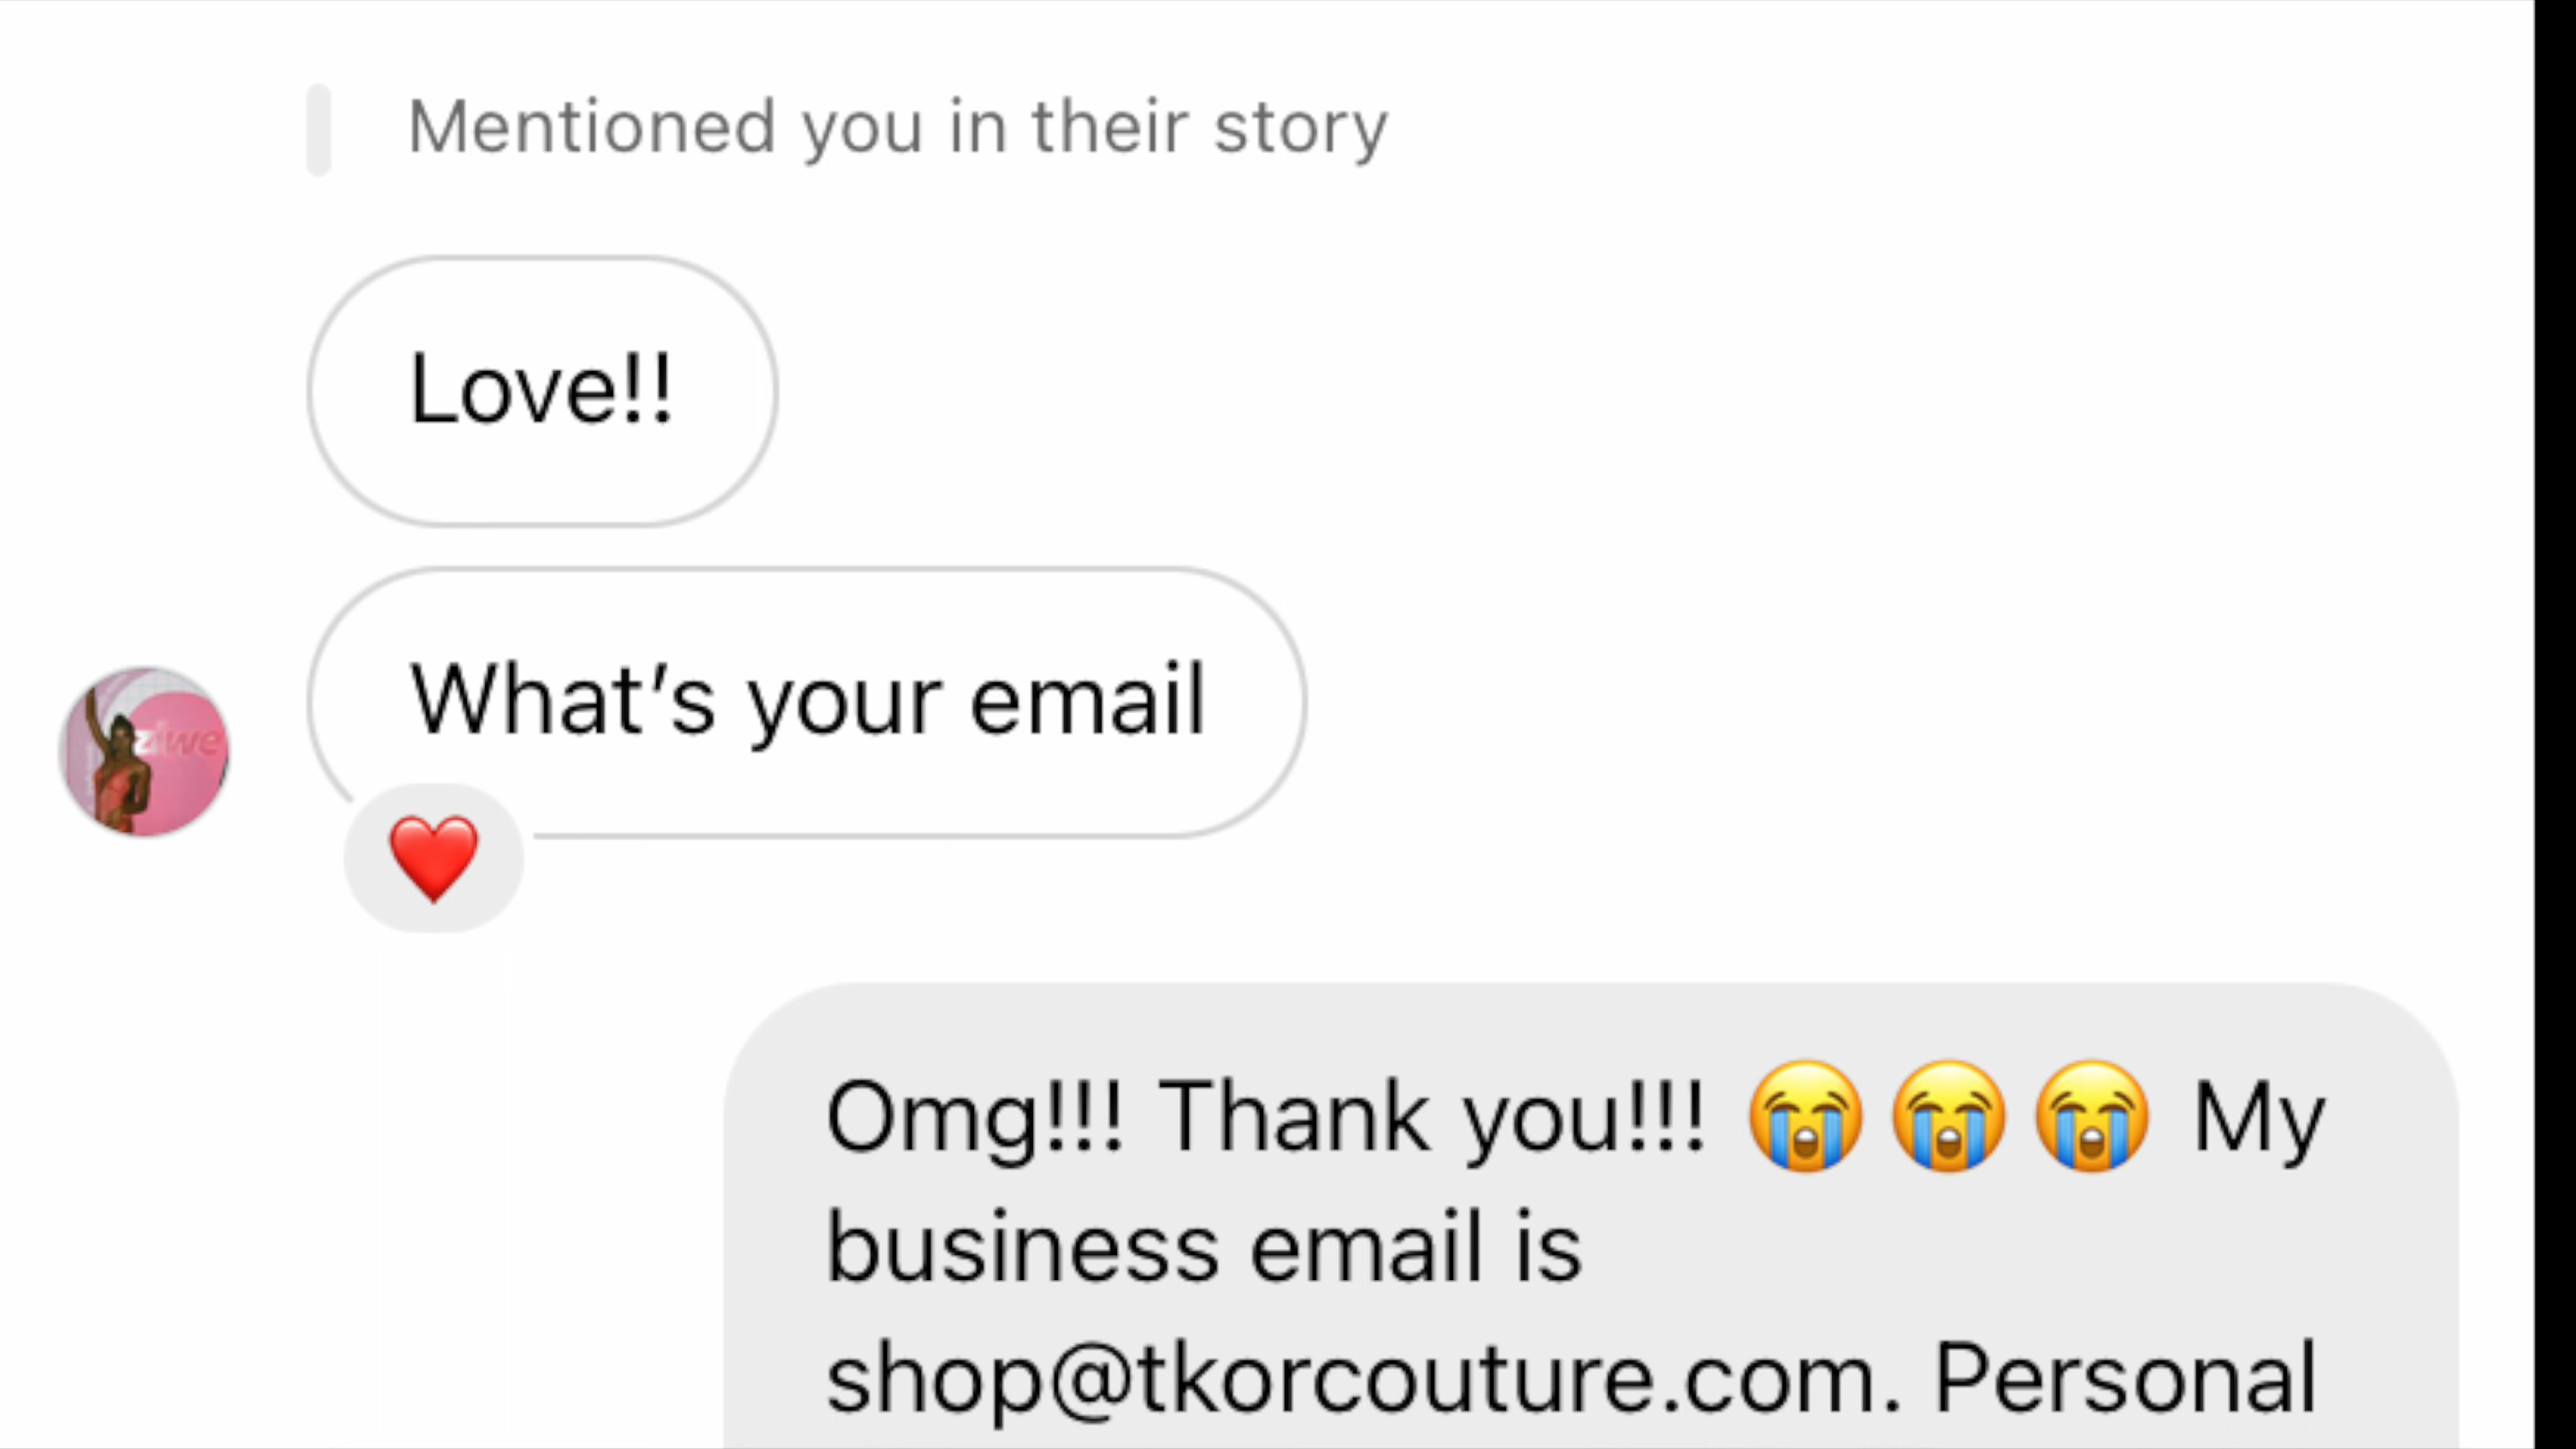 Mentioned you in their story
Love!!
What’s your email
ziwe
❤️
Omg!!! Thank you!!! 😭😭😭 My
business email is
shop@tkorcouture.com. Personal